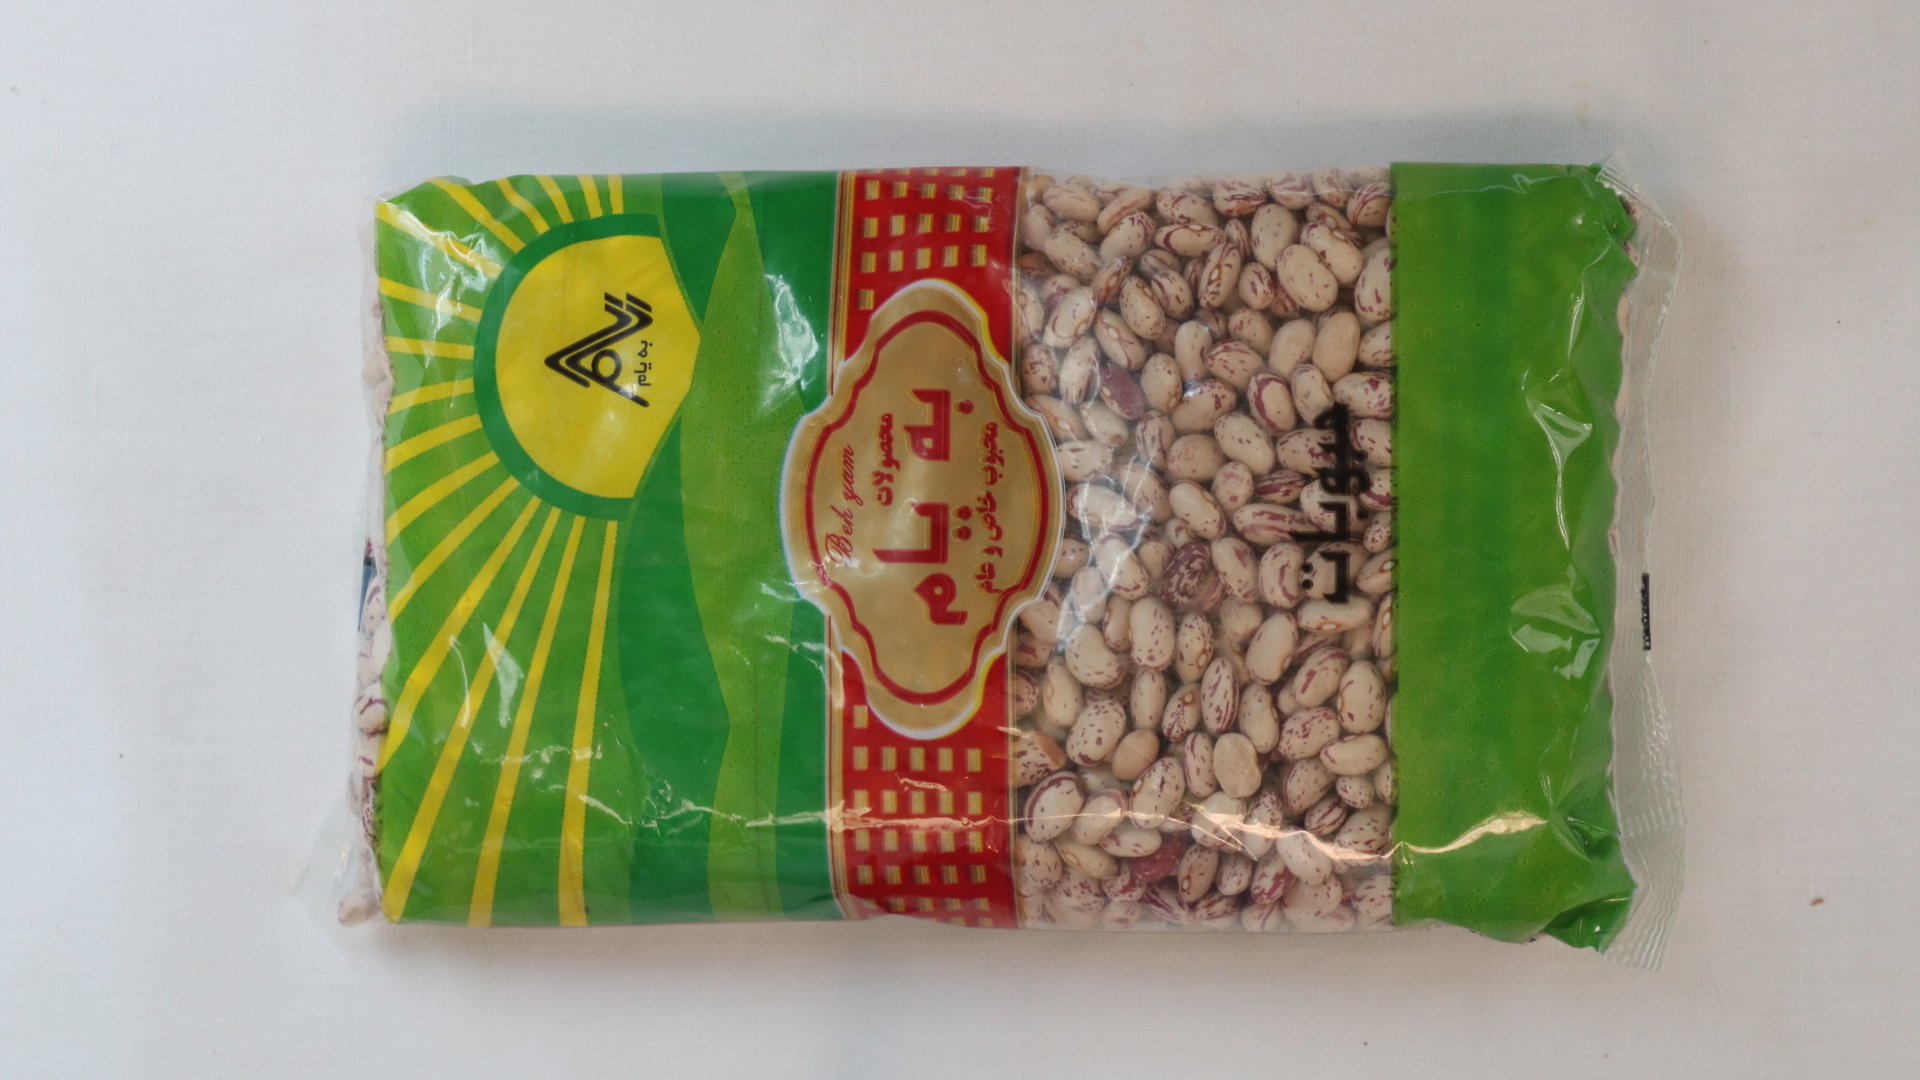 به یام
Beh yam
محصولات
به یام
محبوب خاص و عام
حبوبات